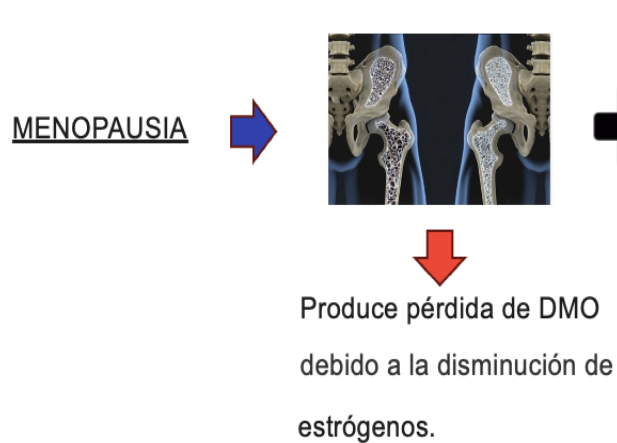 MENOPAUSIA
Produce pérdida de DMO
debido a la disminución de
estrógenos.